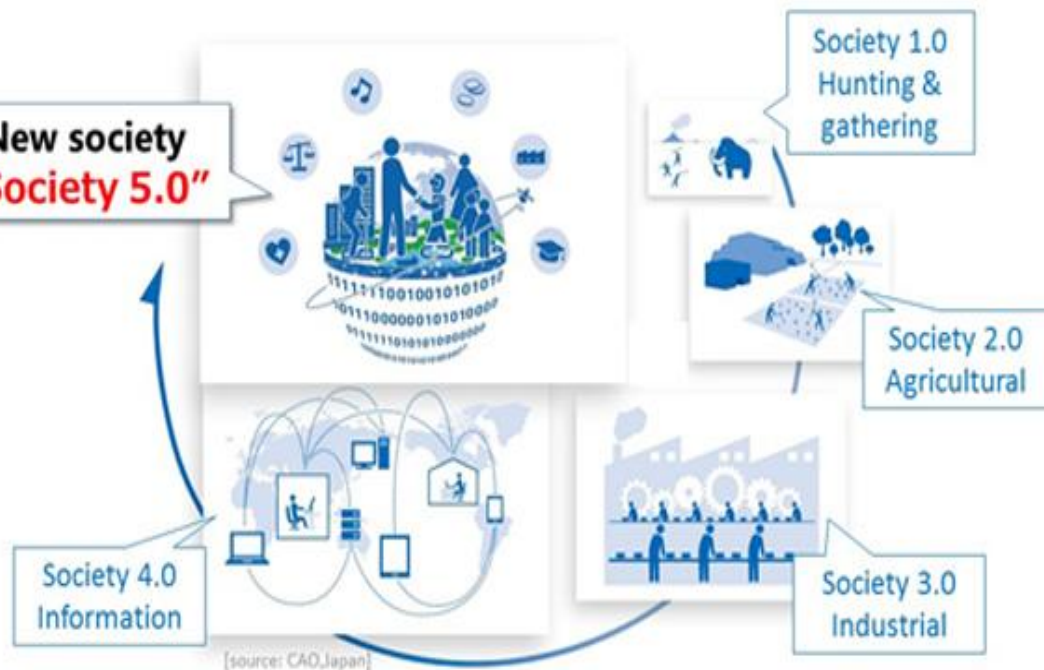 Society 1.0
Hunting &
gathering
New society
Society 5.0”
Society 2.0
Agricultural
1111111001001010101010
Society 4.0
Information
Society 3.0
Industrial
[source: CAO,Japan]